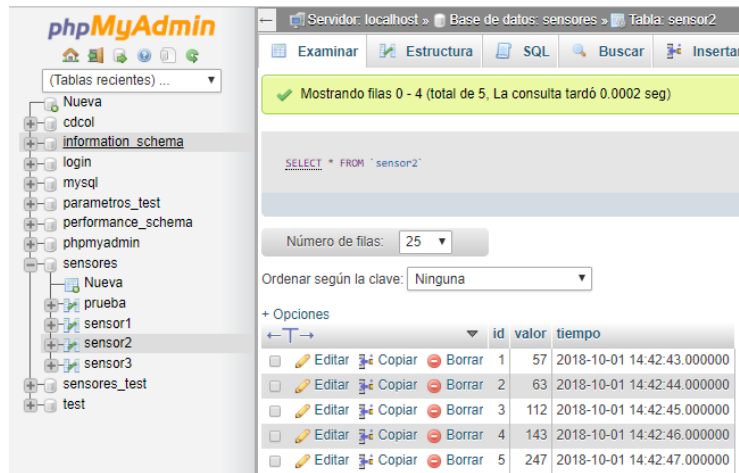 phpMyAdmin
(Tablas recientes) ...
Nueva
cdcol
information_schema
login
mysql
parametros_test
performance_schema
phpmyadmin
sensores
Nueva
prueba
sensor1
sensor2
sensor3
sensores_test
test
Servidor: localhost » Base de datos: sensores » Tabla: sensor2
Examinar Estructura SQL Buscar Insertar
Mostrando filas 0 - 4 (total de 5, La consulta tardó 0.0002 seg)
SELECT * FROM `sensor2`
Número de filas: 25
Ordenar según la clave: Ninguna
+ Opciones
←T→ id valor tiempo
Editar Copiar Borrar 1 57 2018-10-01 14:42:43.000000
Editar Copiar Borrar 2 63 2018-10-01 14:42:44.000000
Editar Copiar Borrar 3 112 2018-10-01 14:42:45.000000
Editar Copiar Borrar 4 143 2018-10-01 14:42:46.000000
Editar Copiar Borrar 5 247 2018-10-01 14:42:47.000000